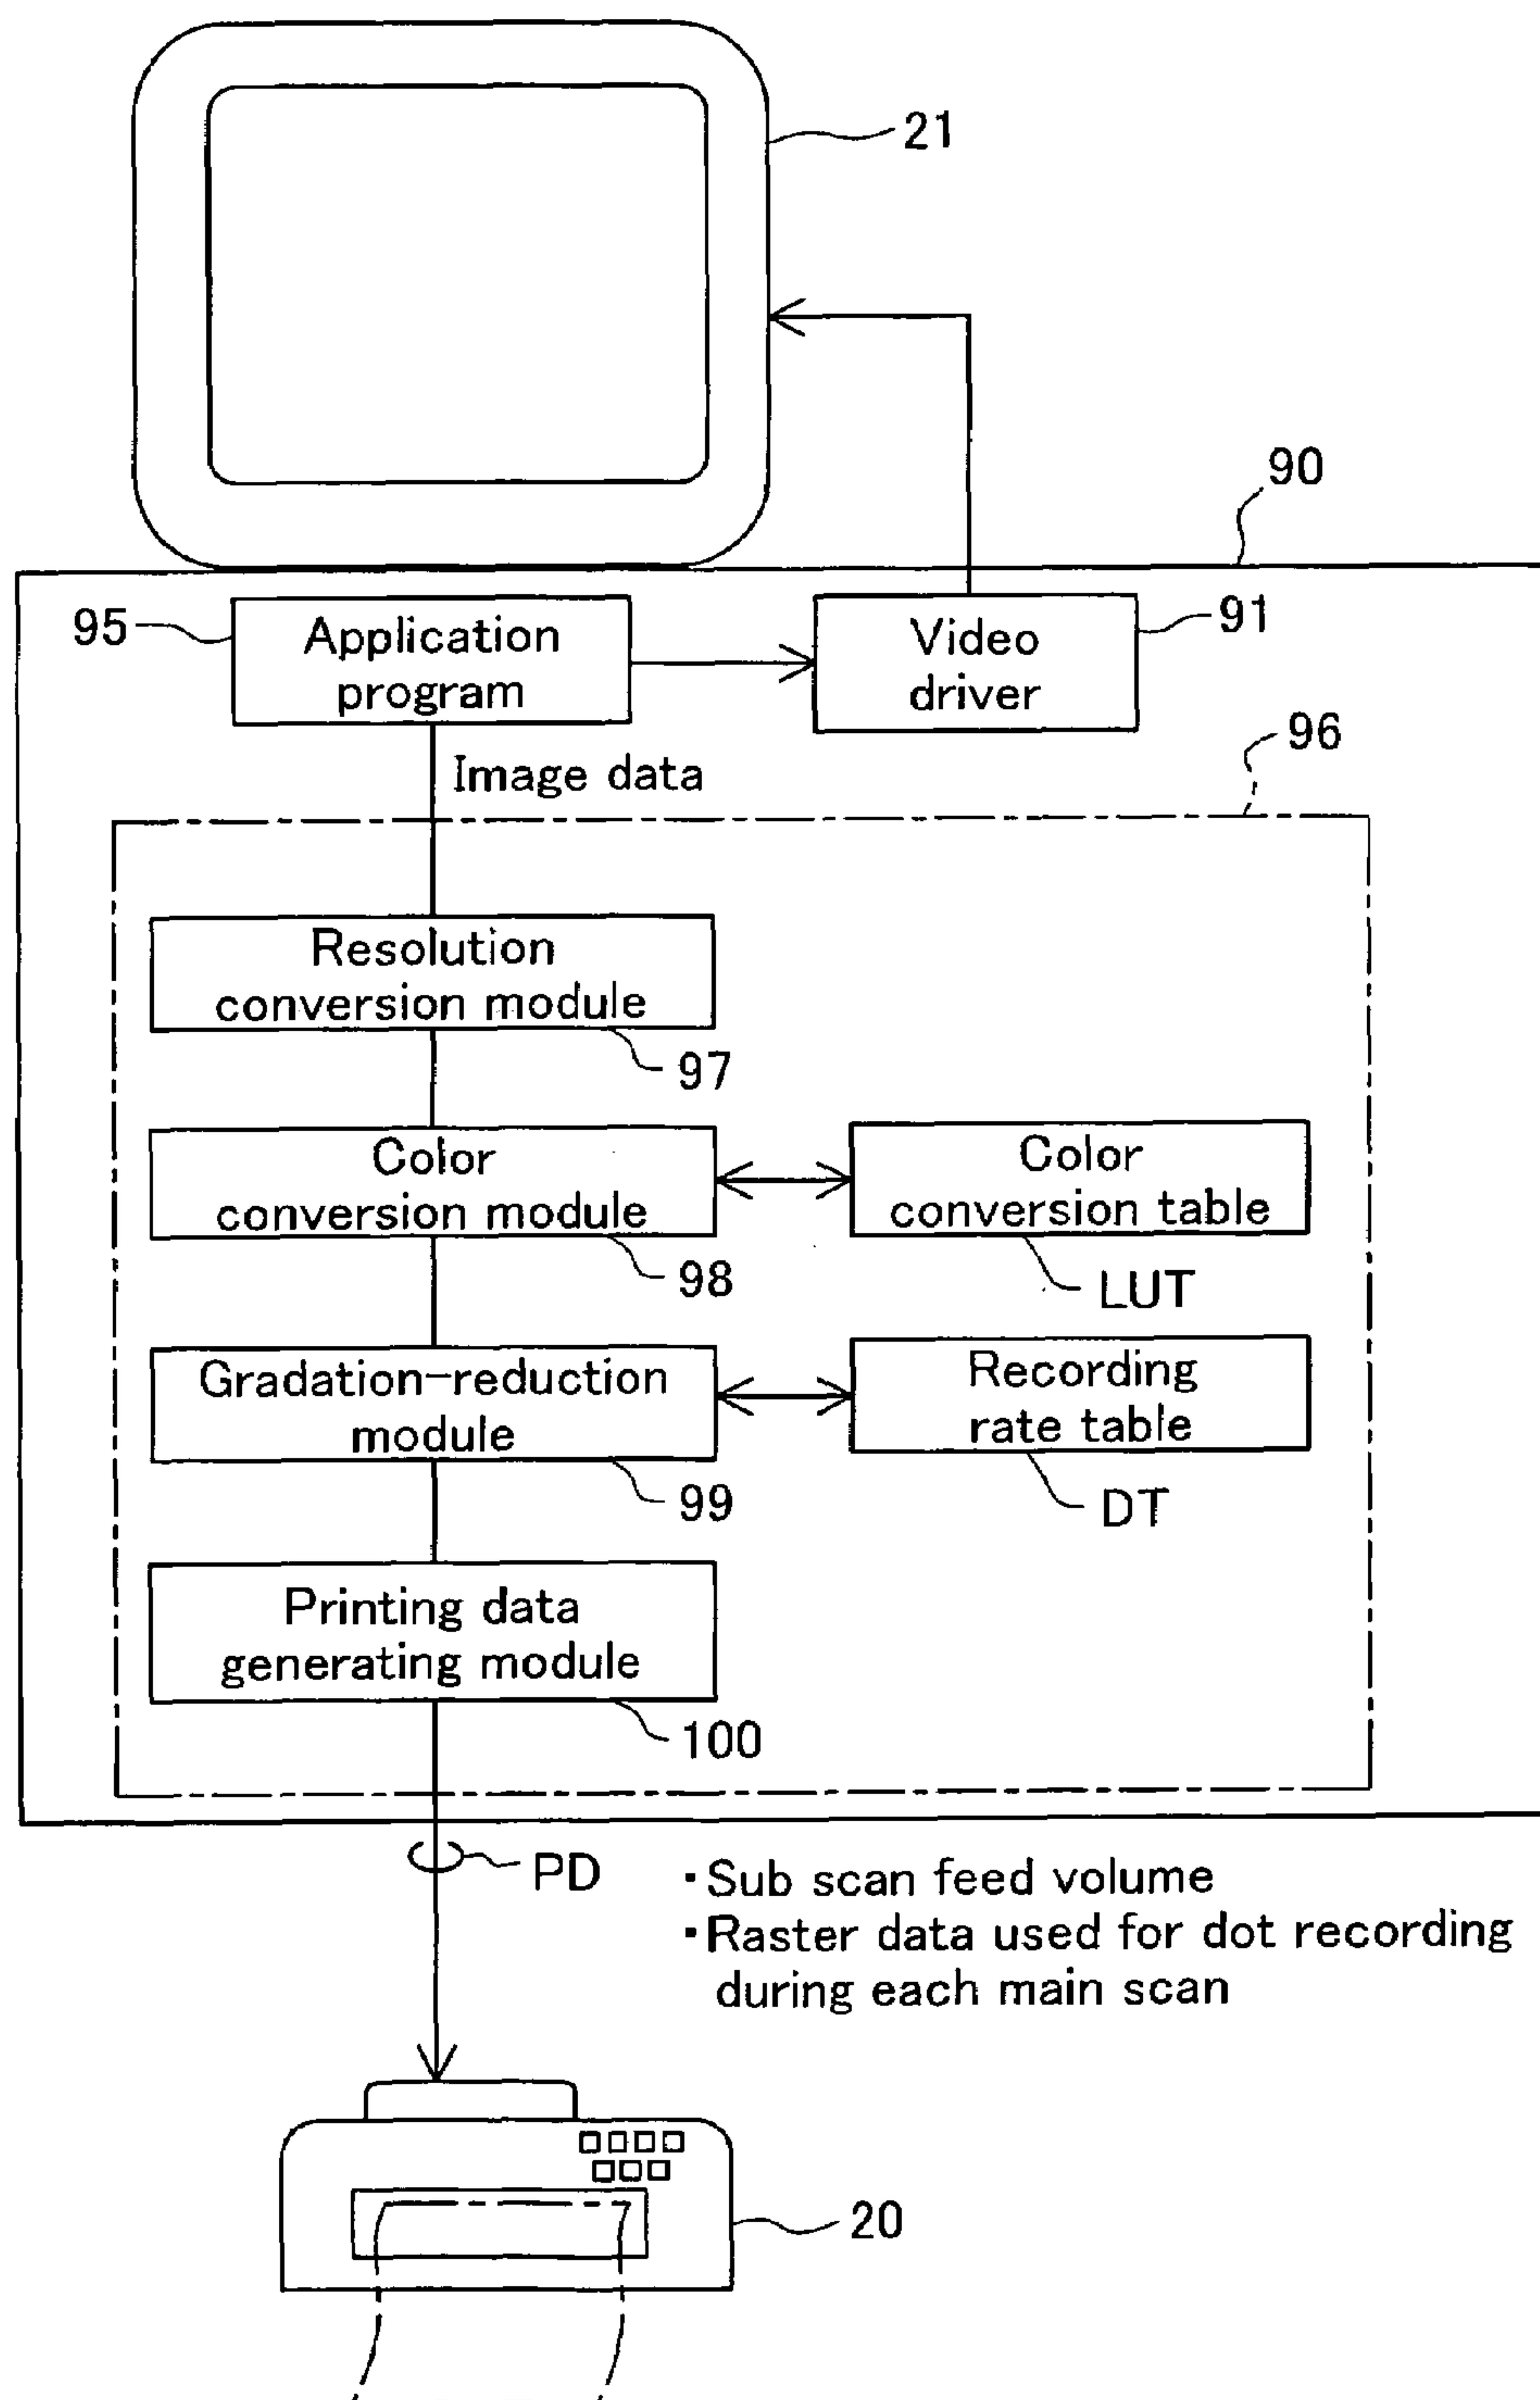 21
90
95
Application
program
Video
driver
91
Image data
96
Resolution
conversion module
97
Color
conversion module
98
Color
conversion table
LUT
Gradation-reduction
module
99
Recording
rate table
DT
Printing data
generating module
100
PD
・Sub scan feed volume
・Raster data used for dot recording
during each main scan
20